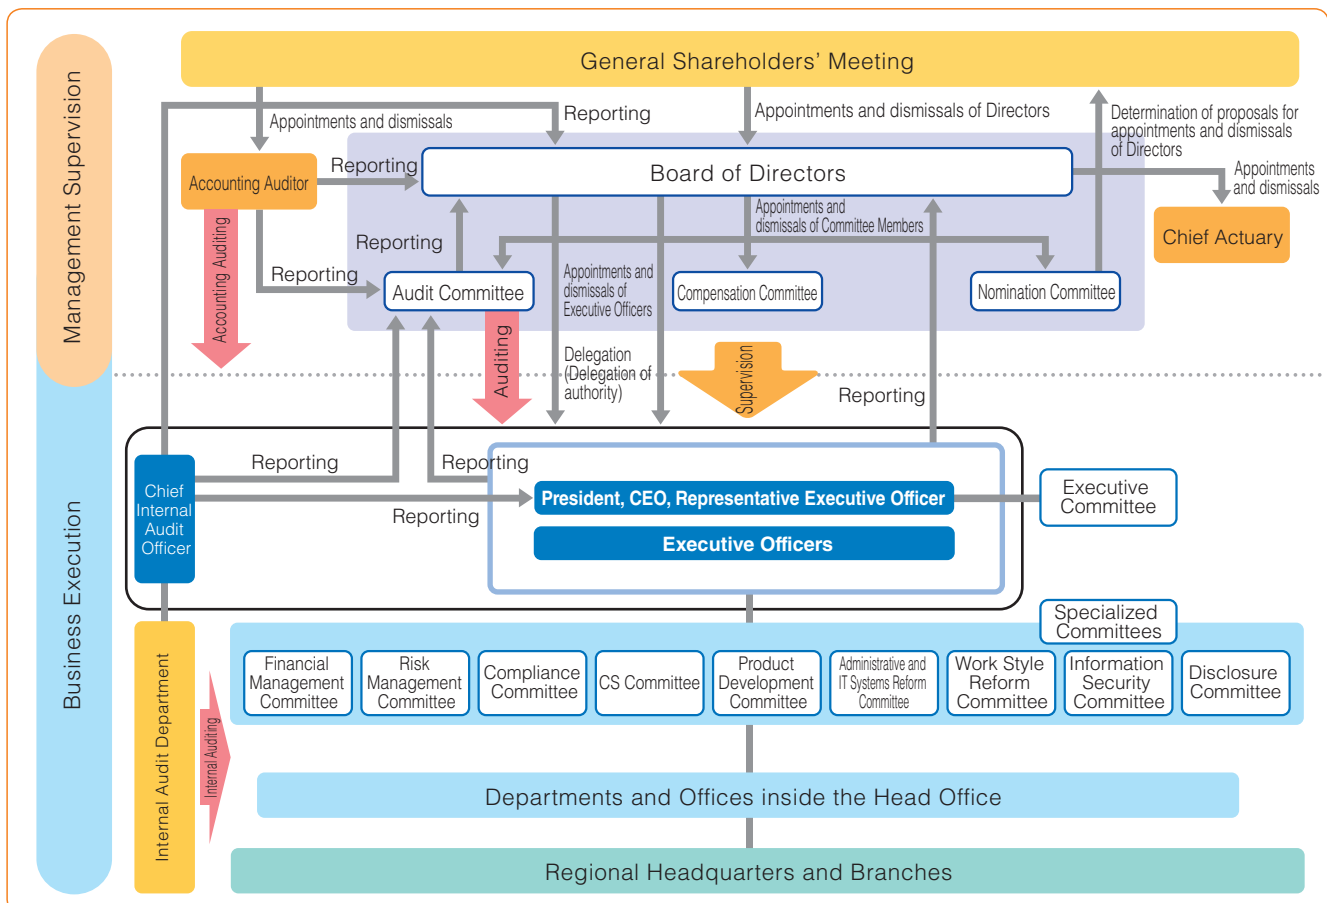 Management Supervision
Business Execution
General Shareholders' Meeting
Appointments and dismissals
Reporting
Appointments and dismissals of Directors
Determination of proposals for
appointments and dismissals
of Directors
Accounting Auditor
Reporting
Board of Directors
Appointments
and dismissals
Chief Actuary
Accounting Auditing
Reporting
Reporting
Appointments and
dismissals of Committee Members
Audit Committee
Appointments and
dismissals of
Executive Officers
Compensation Committee
Nomination Committee
Auditing
Delegation
(Delegation of
authority)
Supervision
Reporting
Chief
Internal
Audit
Officer
Reporting
Reporting
Reporting
President, CEO, Representative Executive Officer
Executive Officers
Executive
Committee
Internal Audit Department
Internal Auditing
Specialized
Committees
Financial
Management
Committee
Risk
Management
Committee
Compliance
Committee
CS Committee
Product
Development
Committee
Administrative and
IT Systems Reform
Committee
Work Style
Reform
Committee
Information
Security
Committee
Disclosure
Committee
Departments and Offices inside the Head Office
Regional Headquarters and Branches